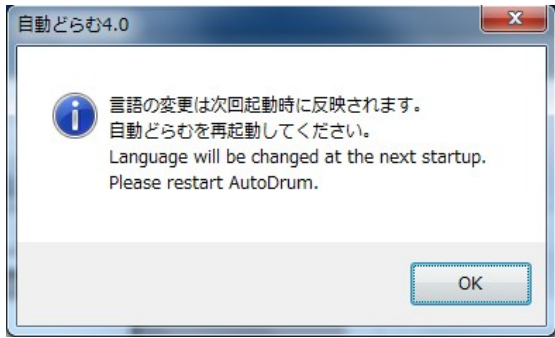 自動どらむ4.0
言語の変更は次回起動時に反映されます。
自動どらむを再起動してください。
Language will be changed at the next startup.
Please restart AutoDrum.
OK